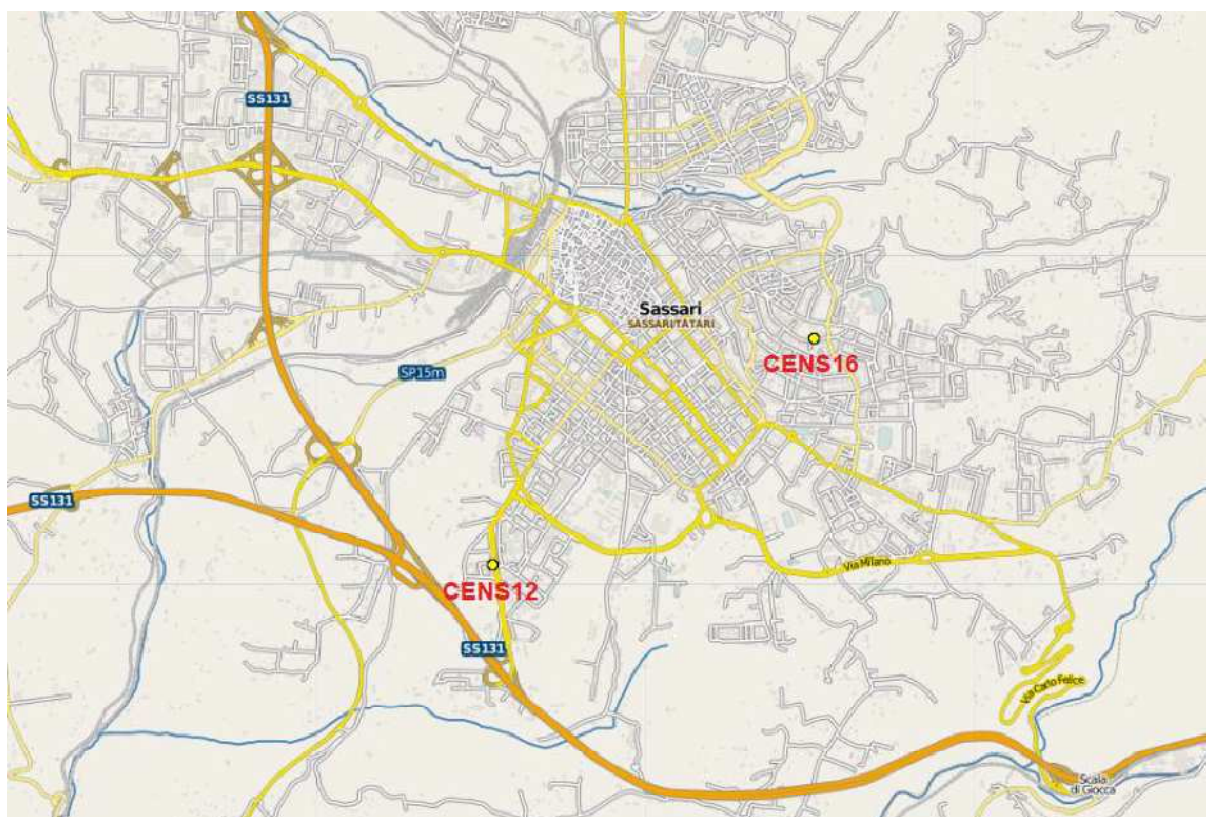 SS131
Sassari
SASSARI/TATARI
CENS16
SP15m
SS131
Via Milano
CENS12
SS131
Via Carlo Felice
Scala
di Giocca